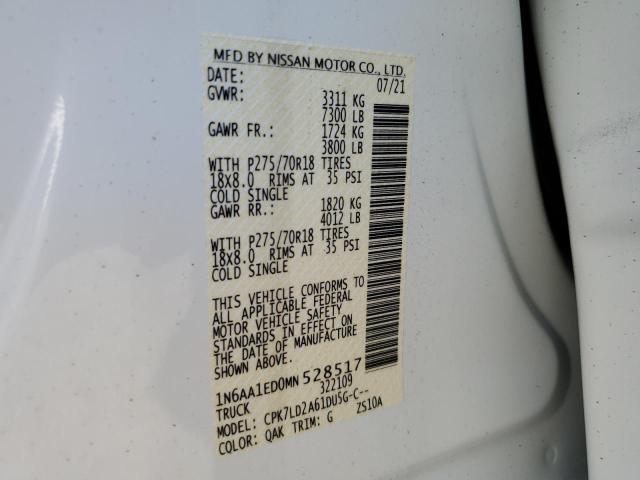 MFD BY NISSAN MOTOR CO., LTD.
DATE: 07/21
GVWR: 3311 KG
7300 LB
GAWR FR.: 1724 KG
3800 LB
WITH P275/70R18 TIRES
18X8.0 RIMS AT 35 PSI
COLD SINGLE
GAWR RR.: 1820 KG
4012 LB
WITH P275/70R18 TIRES
18X8.0 RIMS AT 35 PSI
COLD SINGLE
THIS VEHICLE CONFORMS TO
ALL APPLICABLE FEDERAL
MOTOR VEHICLE SAFETY
STANDARDS IN EFFECT ON
THE DATE OF MANUFACTURE
SHOWN ABOVE.
1N6AA1ED0MN528517
TRUCK 322109
MODEL: CPK7LD2A61DU5G-C--
COLOR: QAK TRIM: G ZS10A